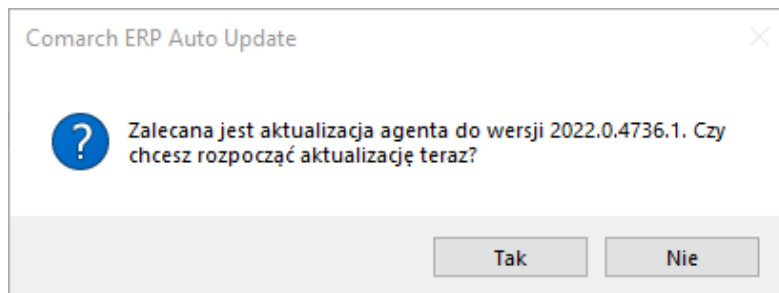 Comarch ERP Auto Update
?
Zalecana jest aktualizacja agenta do wersji 2022.0.4736.1. Czy
chcesz rozpocząć aktualizację teraz?
Tak
Nie